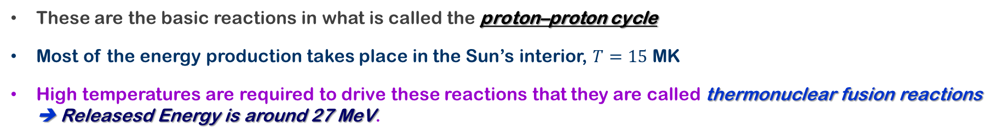 • These are the basic reactions in what is called the proton–proton cycle
• Most of the energy production takes place in the Sun’s interior, T = 15 MK
• High temperatures are required to drive these reactions that they are called thermonuclear fusion reactions
➔ Releasesd Energy is around 27 MeV.